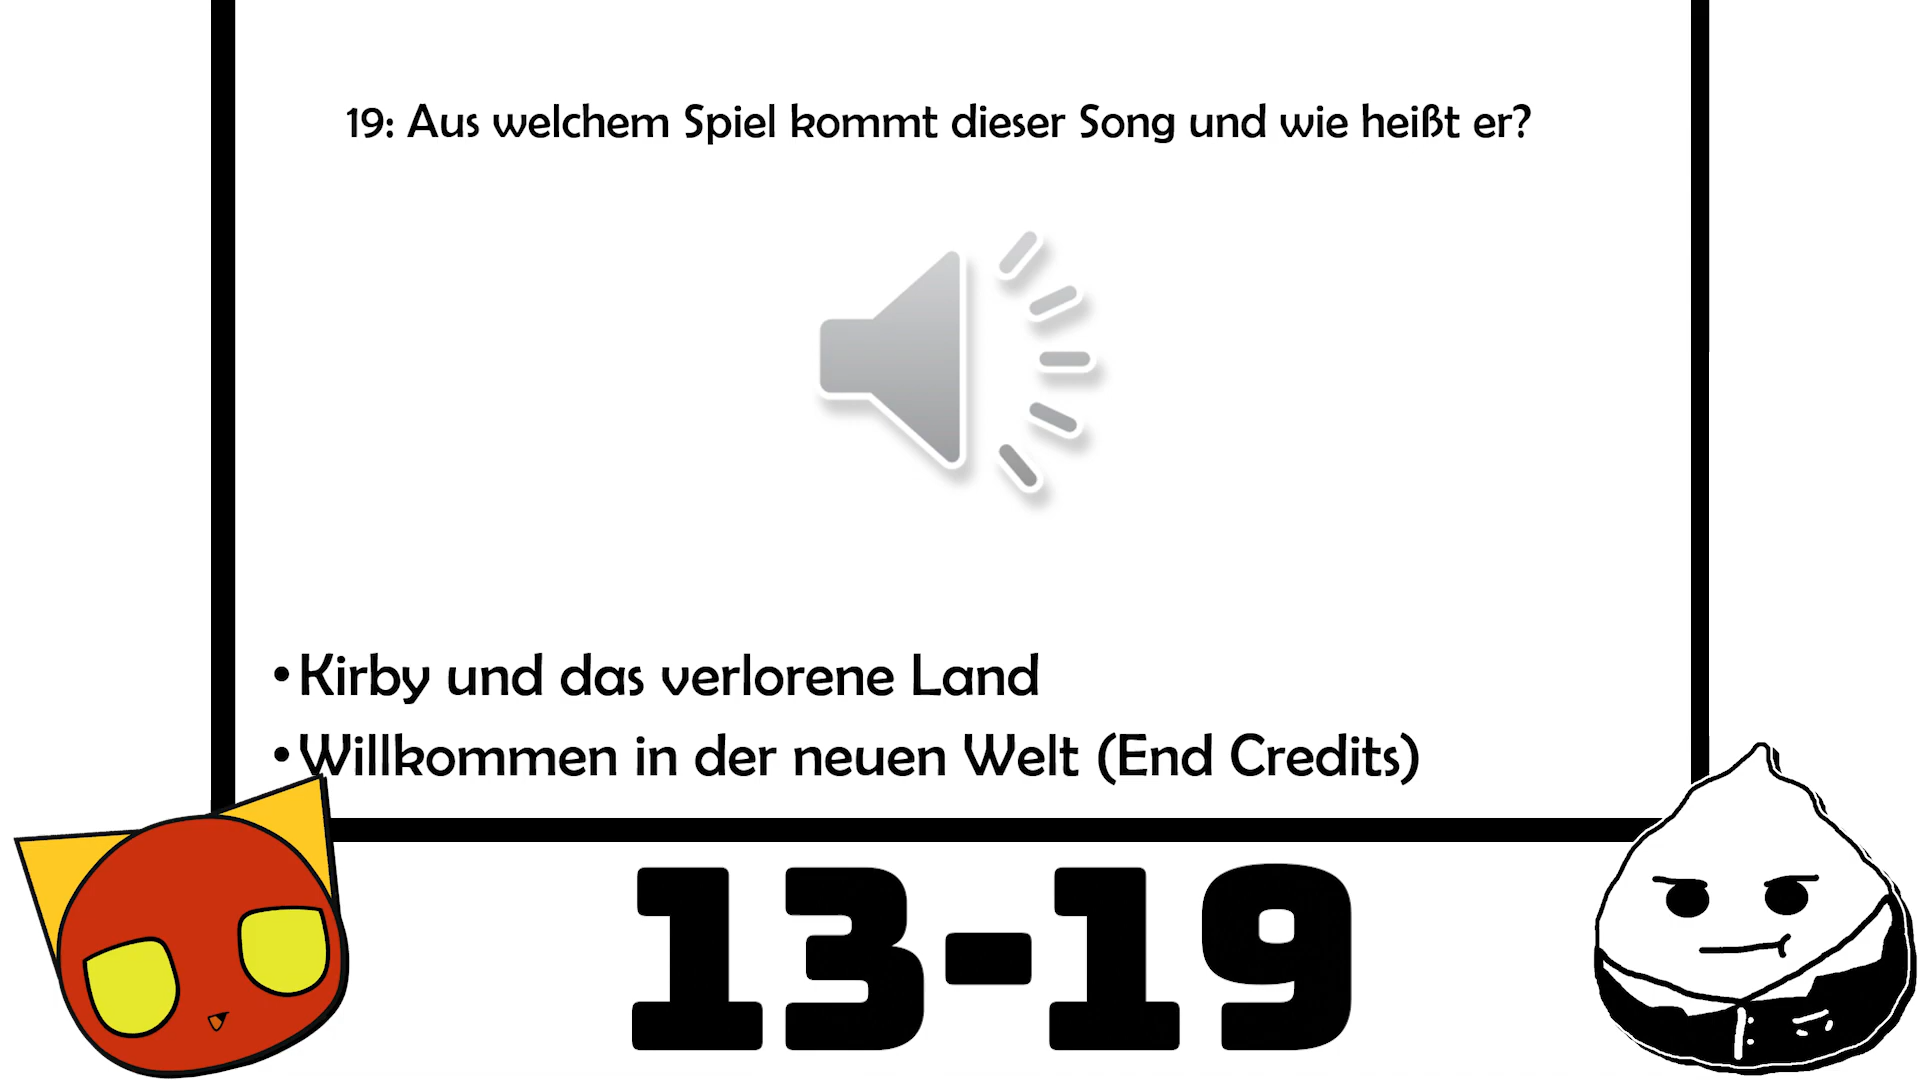 19: Aus welchem Spiel kommt dieser Song und wie heißt er?
•Kirby und das verlorene Land
•Willkommen in der neuen Welt (End Credits)
13-19